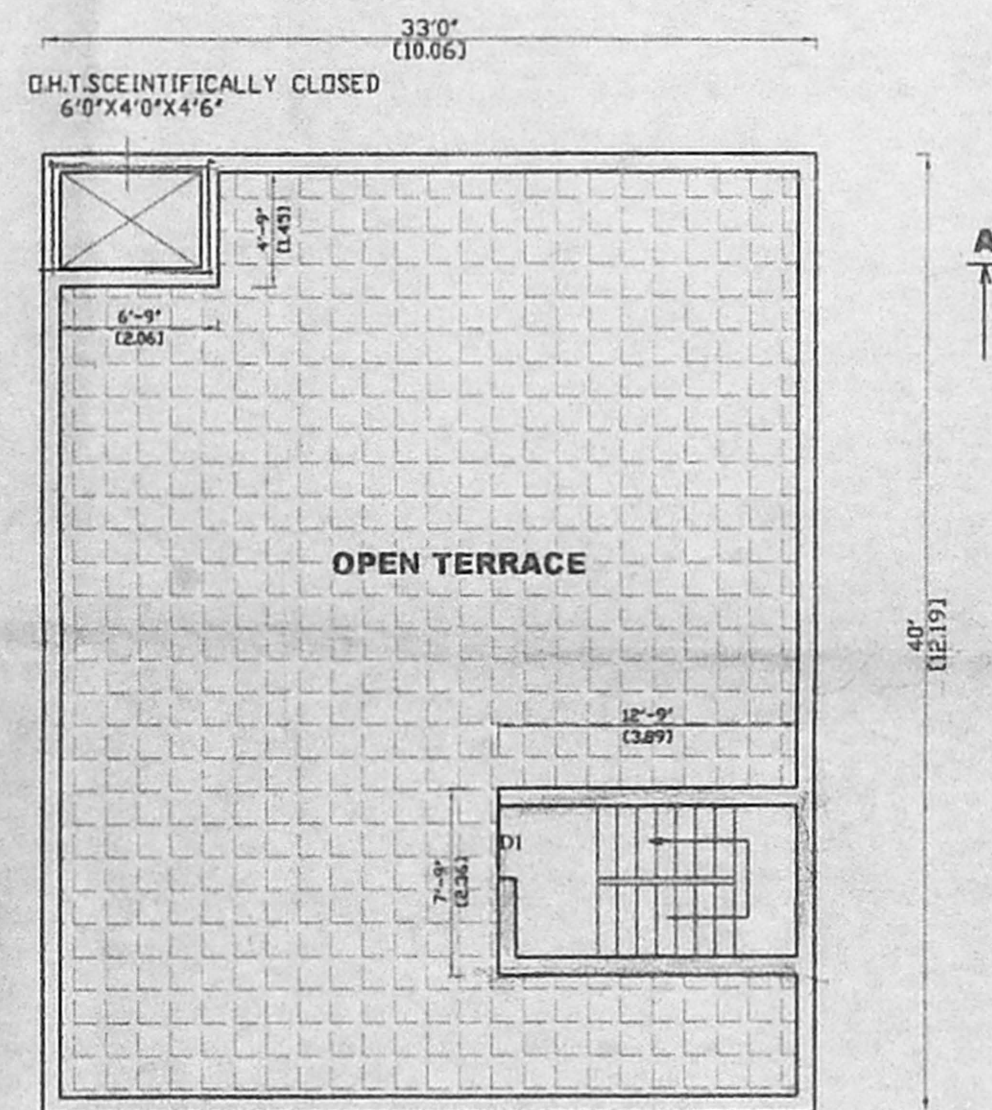 33'0"
[10.06]
O.H.T.SCEINTIFICALLY CLOSED
6'0"X4'0"X4'6"
4'-9"
[1.45]
A
6'-9"
[2.06]
OPEN TERRACE
40'
[12.19]
12'-9"
[3.89]
D1
7'-9"
[2.36]